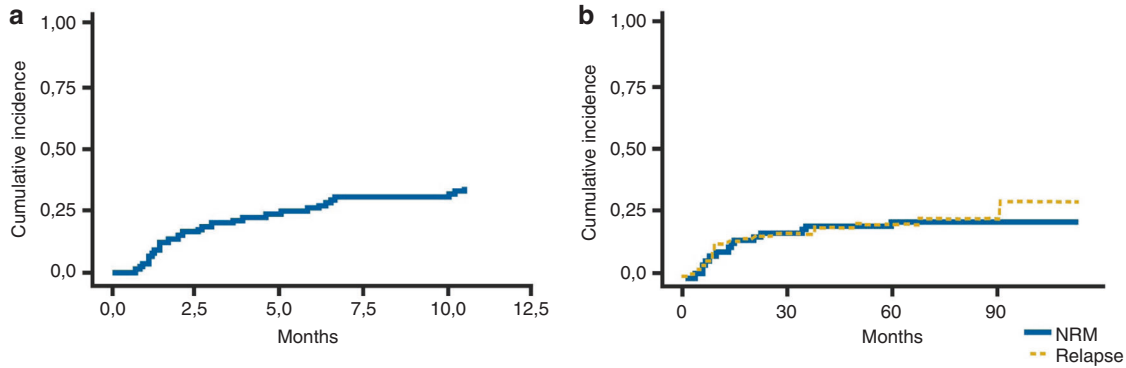 a
1,00
0,75
0,50
0,25
0,0
Cumulative incidence
0,0 2,5 5,0 7,5 10,0 12,5
Months
b
1,00
0,75
0,50
0,25
0,0
Cumulative incidence
0 30 60 90
Months
NRM
Relapse